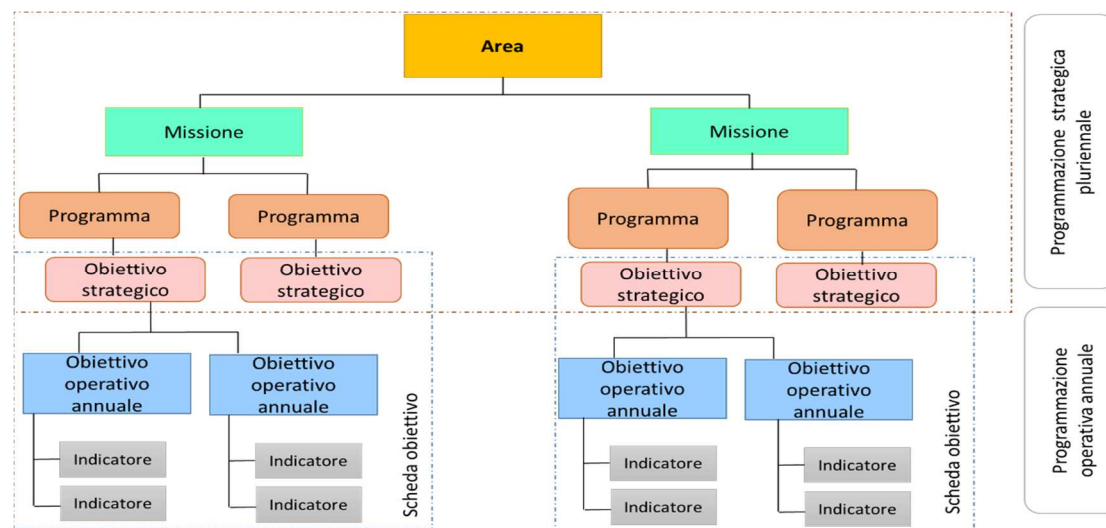 Area
Missione
Missione
Programma
Programma
Programma
Programma
Obiettivo
strategico
Obiettivo
strategico
Obiettivo
strategico
Obiettivo
strategico
Obiettivo
operativo
annuale
Obiettivo
operativo
annuale
Obiettivo
operativo
annuale
Obiettivo
operativo
annuale
Indicatore
Indicatore
Indicatore
Indicatore
Indicatore
Indicatore
Indicatore
Indicatore
Scheda obiettivo
Scheda obiettivo
Programmazione strategica
pluriennale
Programmazione
operativa annuale